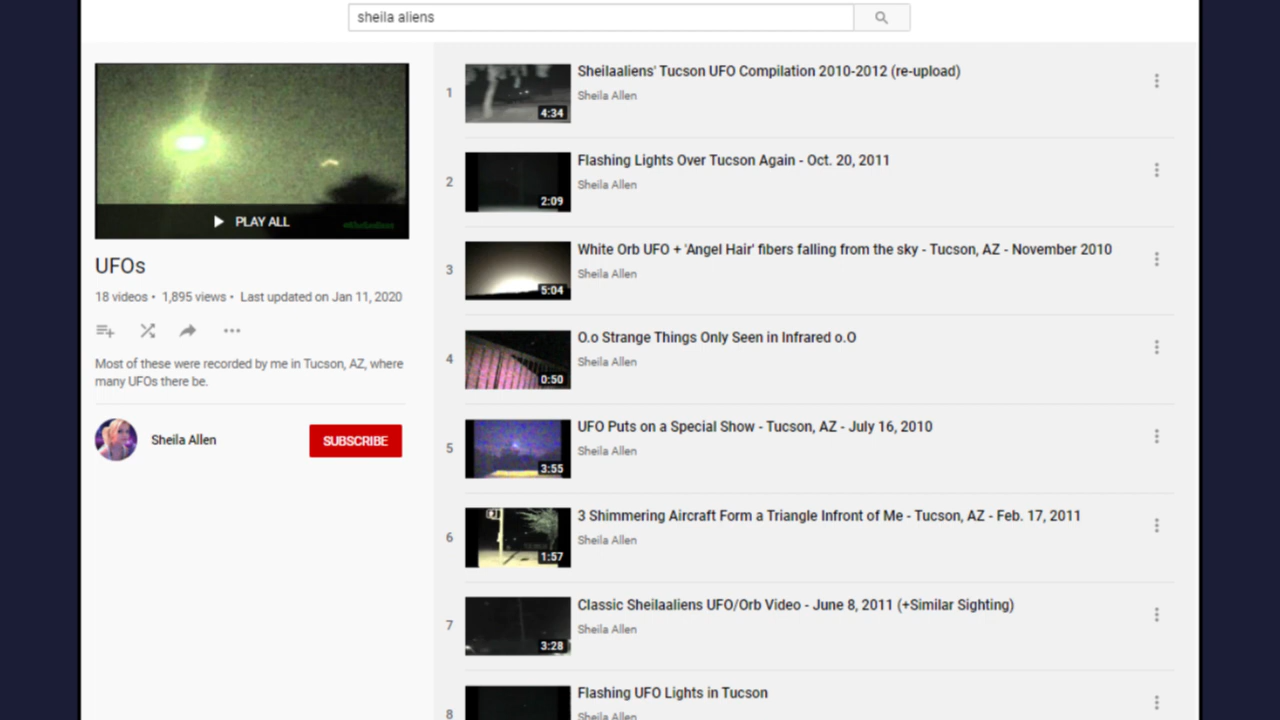 sheila aliens
PLAY ALL
UFOs
18 videos • 1,895 views • Last updated on Jan 11, 2020
Most of these were recorded by me in Tucson, AZ, where
many UFOs there be.
Sheila Allen
SUBSCRIBE
1
4:34
Sheilaaliens' Tucson UFO Compilation 2010-2012 (re-upload)
Sheila Allen
2
2:09
Flashing Lights Over Tucson Again - Oct. 20, 2011
Sheila Allen
3
5:04
White Orb UFO + 'Angel Hair' fibers falling from the sky - Tucson, AZ - November 2010
Sheila Allen
4
0:50
O.o Strange Things Only Seen in Infrared o.O
Sheila Allen
5
3:55
UFO Puts on a Special Show - Tucson, AZ - July 16, 2010
Sheila Allen
6
1:57
3 Shimmering Aircraft Form a Triangle Infront of Me - Tucson, AZ - Feb. 17, 2011
Sheila Allen
7
3:28
Classic Sheilaaliens UFO/Orb Video - June 8, 2011 (+Similar Sighting)
Sheila Allen
8
Flashing UFO Lights in Tucson
Sheila Allen